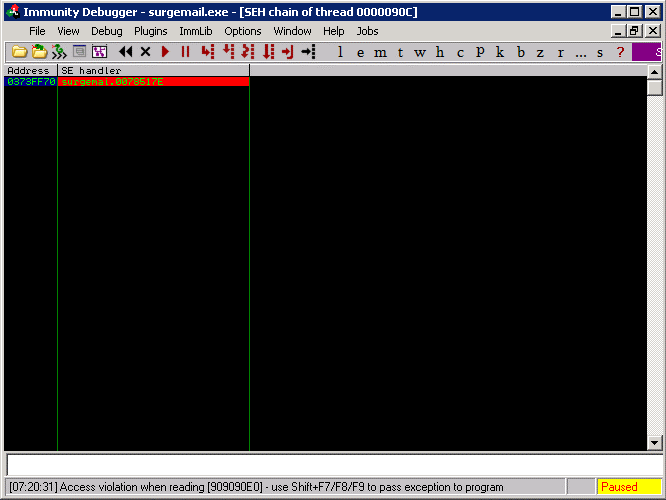 Immunity Debugger - surgemail.exe - [SEH chain of thread 0000090C]
File View Debug Plugins ImmLib Options Window Help Jobs
l e m t w h c P k b z r ... s ? S
Address SE handler
0373FF70 surgemai.0078517E
[07:20:31] Access violation when reading [909090E0] - use Shift+F7/F8/F9 to pass exception to program
Paused